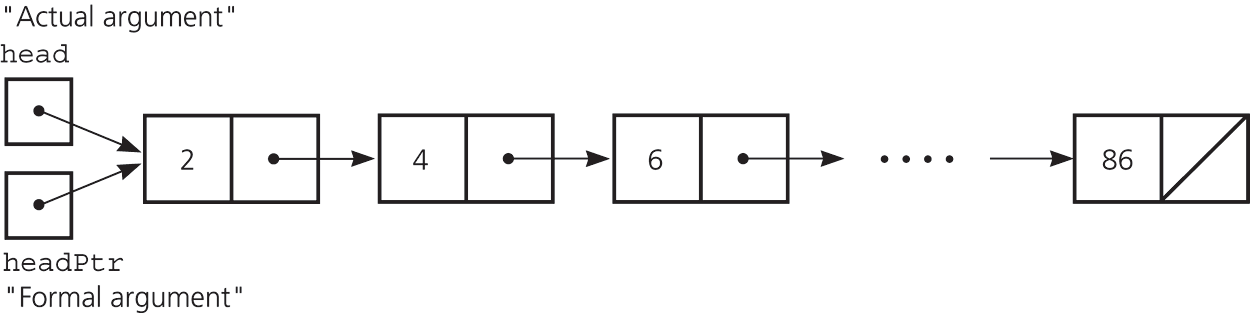 "Actual argument"
head
2 4 6 .... 86
headPtr
"Formal argument"